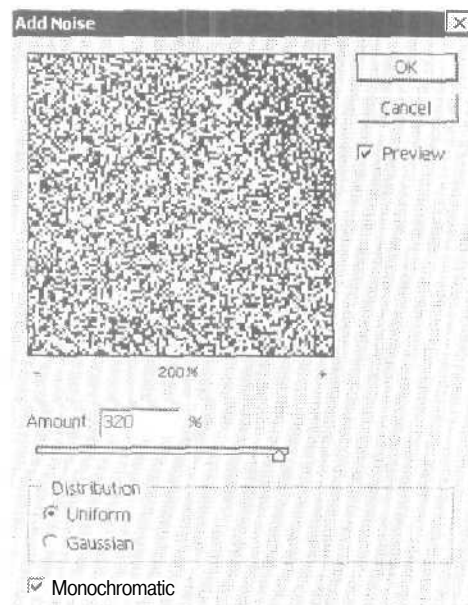 Add Noise
OK
Cancel
Preview
- 200% +
Amount: 320 %
Distribution
Uniform
Gaussian
Monochromatic